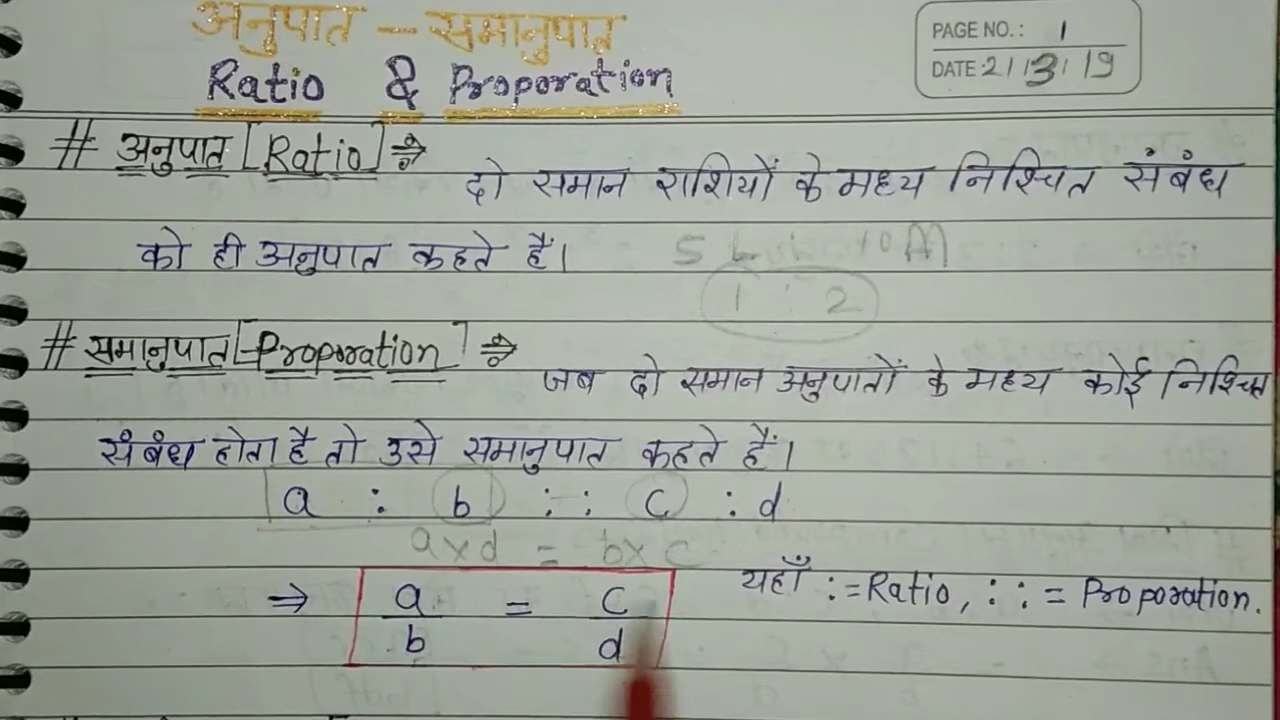 अनुपात - समानुपात
Ratio & Proporation
PAGE NO.: 1
DATE: 21/3/19
# अनुपात [Ratio] ⇒
दो समान राशियों के मध्य निश्चित संबंध
को ही अनुपात कहते हैं।
1 : 2
# समानुपात [Proporation] ⇒
जब दो समान अनुपातों के मध्य कोई निश्चित
संबंध होता है तो उसे समानुपात कहते हैं।
a : b :: c : d
a x d = b x c
⇒ a/b = c/d
यहाँ : = Ratio, :: = Proporation.